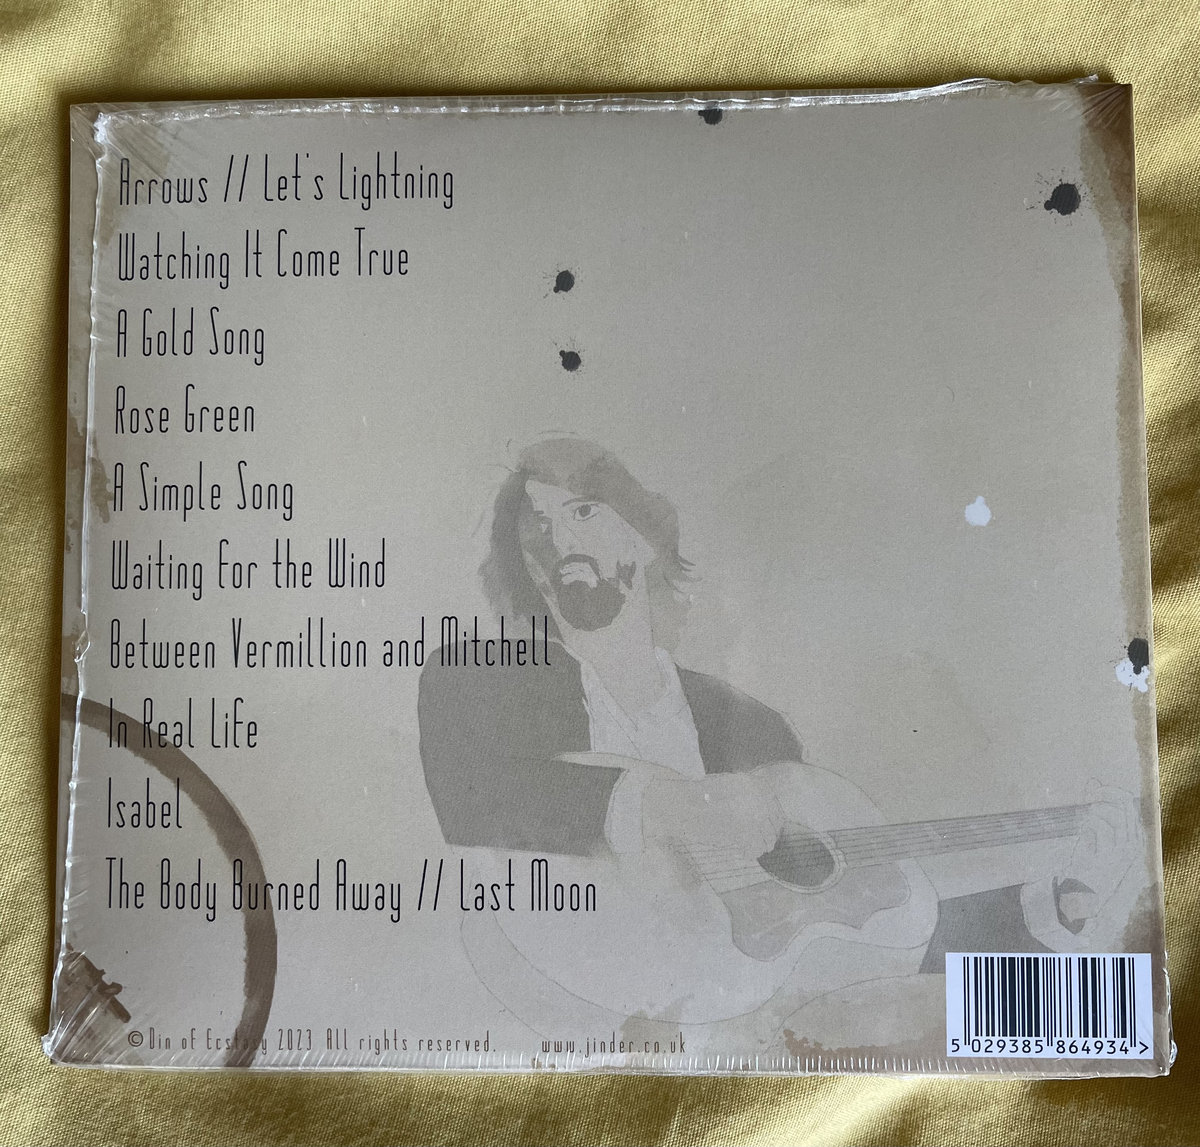 Arrows // Let's Lightning
Watching It Come True
A Gold Song
Rose Green
A Simple Song
Waiting For the Wind
Between Vermillion and Mitchell
In Real Life
Isabel
The Body Burned Away // Last Moon
©Din of Ecstasy 2023 All rights reserved. www.jinder.co.uk
5 029385 864934 >